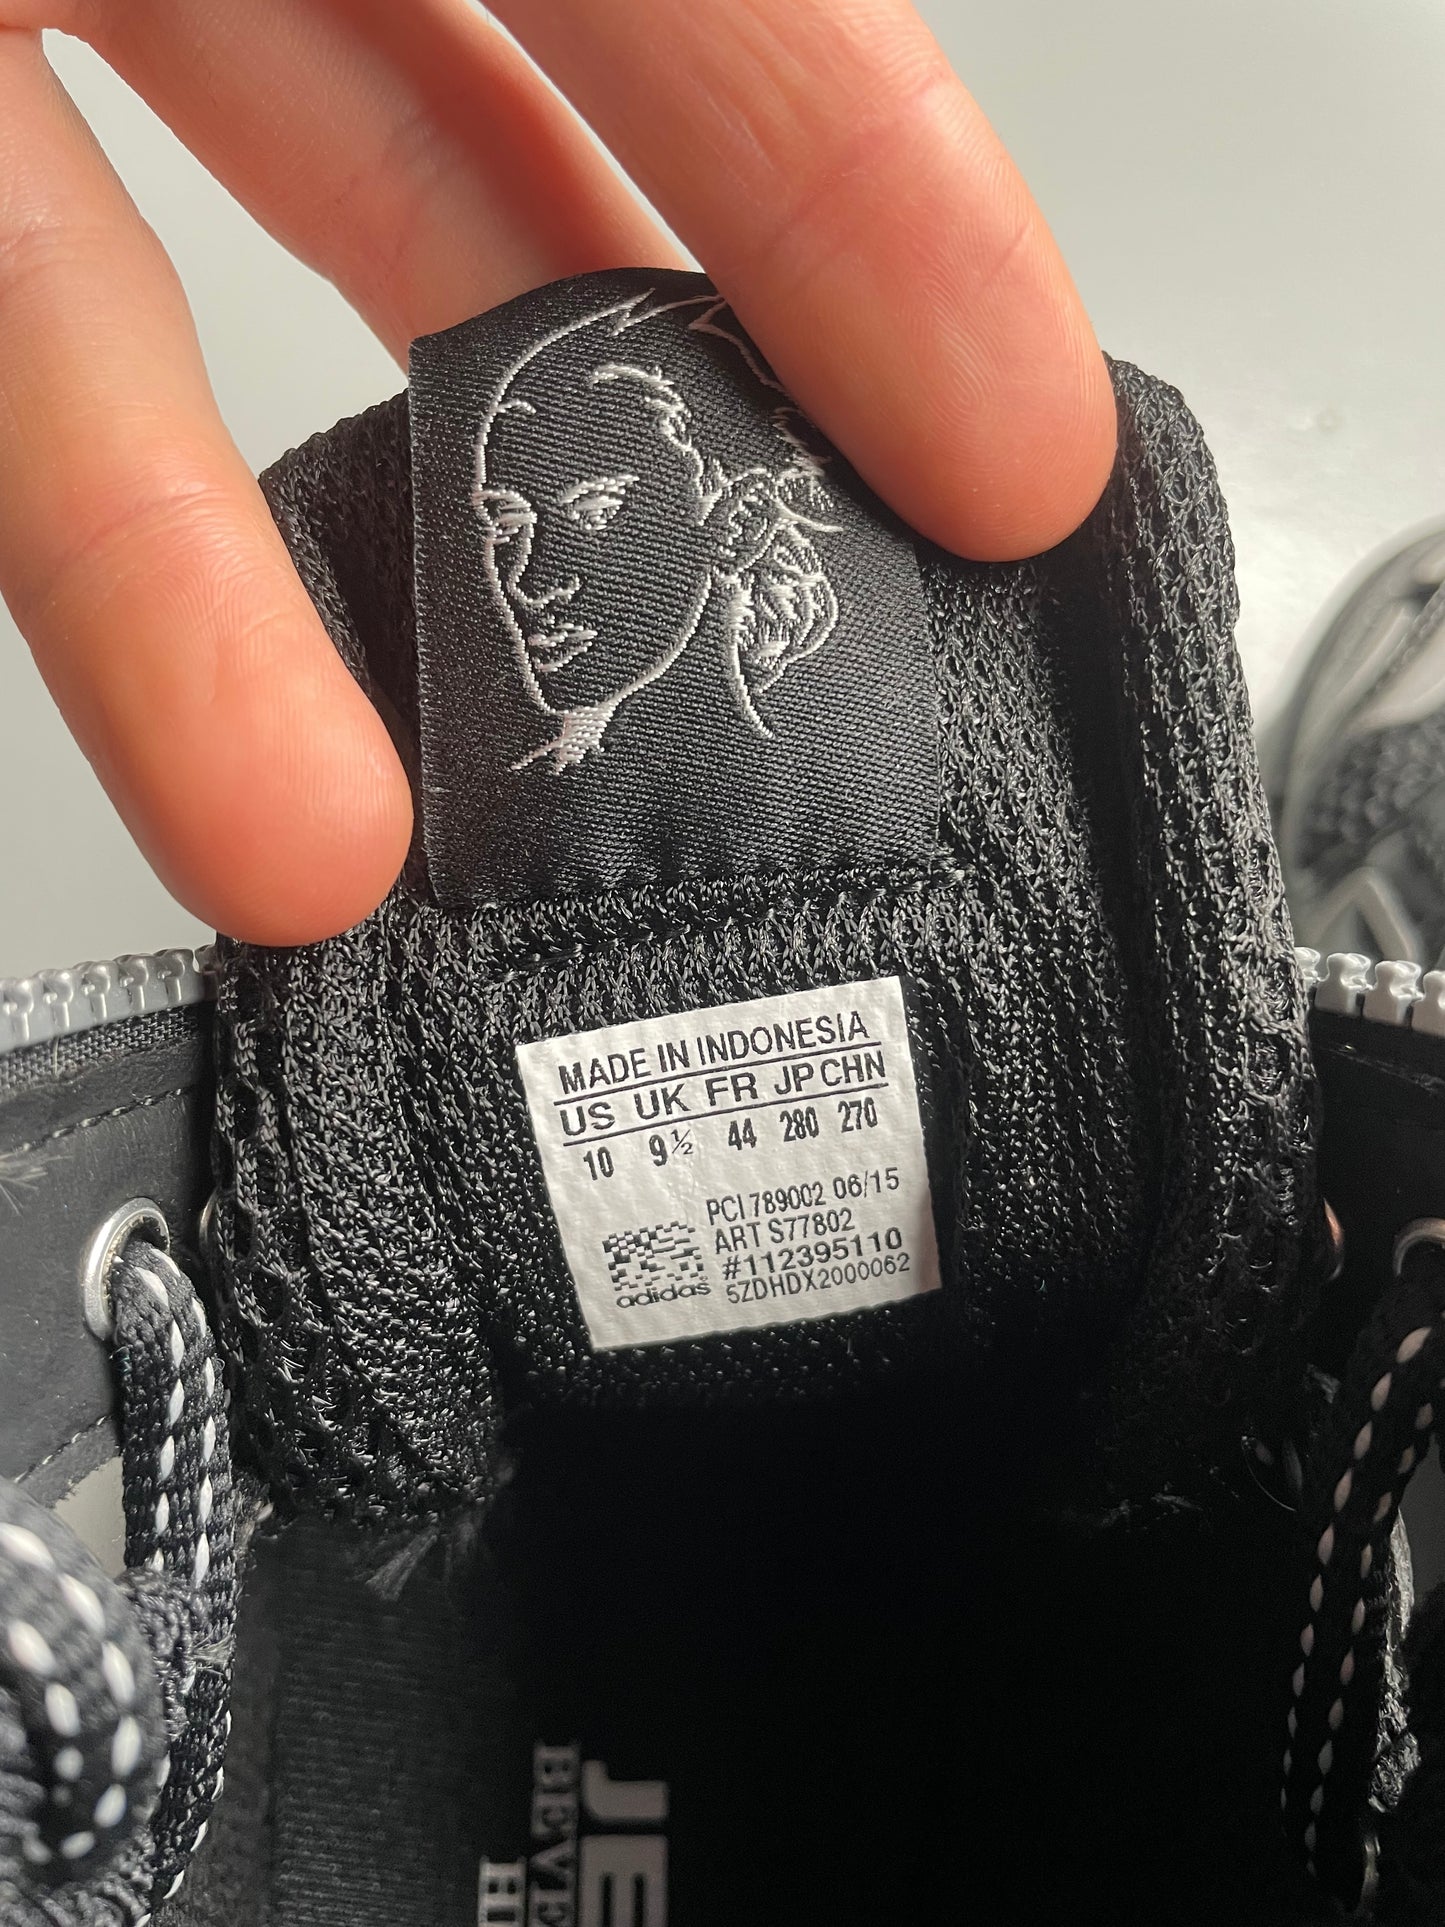 MADE IN INDONESIA
US UK FR JP CHN
10 9½ 44 280 270
PCI 789002 06/15
ART S77802
#112395110
adidas 5ZDHDX2000062